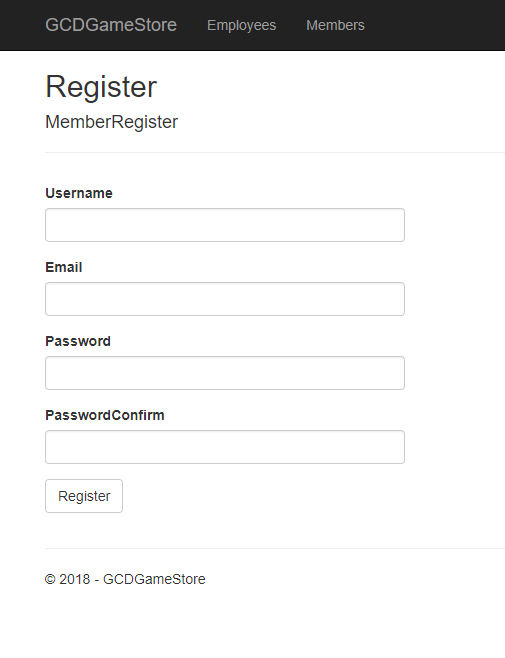 GCDGameStore Employees Members
Register
MemberRegister
Username
Email
Password
PasswordConfirm
Register
© 2018 - GCDGameStore